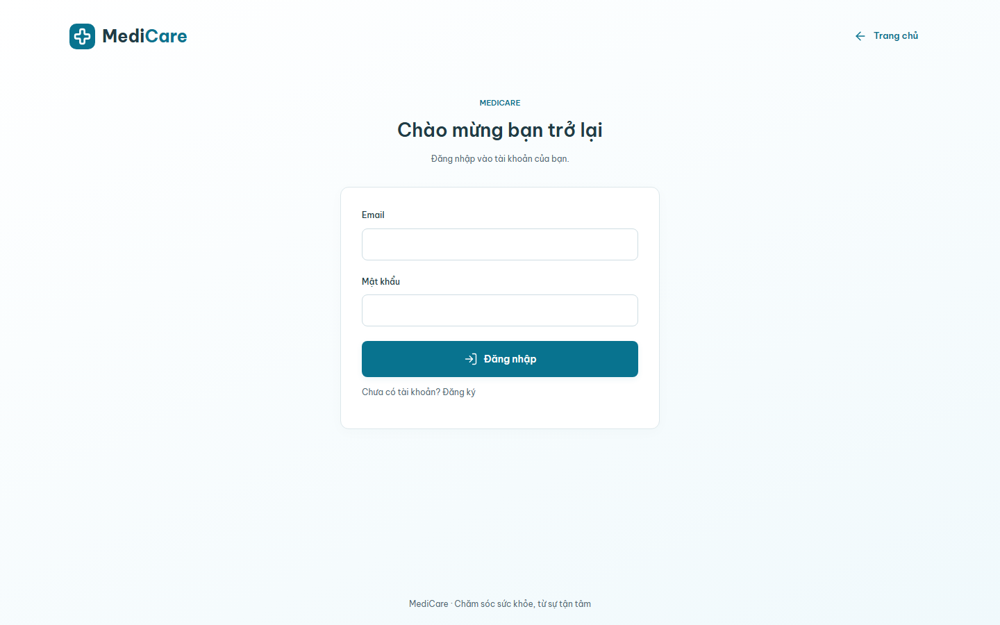 MediCare
Trang chủ
MEDICARE
Chào mừng bạn trở lại
Đăng nhập vào tài khoản của bạn.
Email
Mật khẩu
Đăng nhập
Chưa có tài khoản? Đăng ký
MediCare · Chăm sóc sức khỏe, từ sự tận tâm